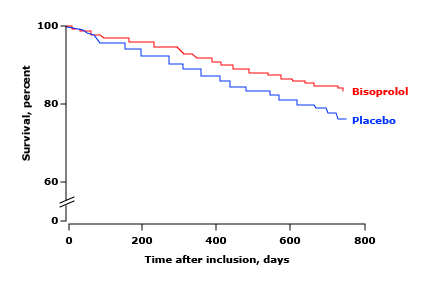 100
Bisoprolol
80
Placebo
Survival, percent
60
0
0 200 400 600 800
Time after inclusion, days